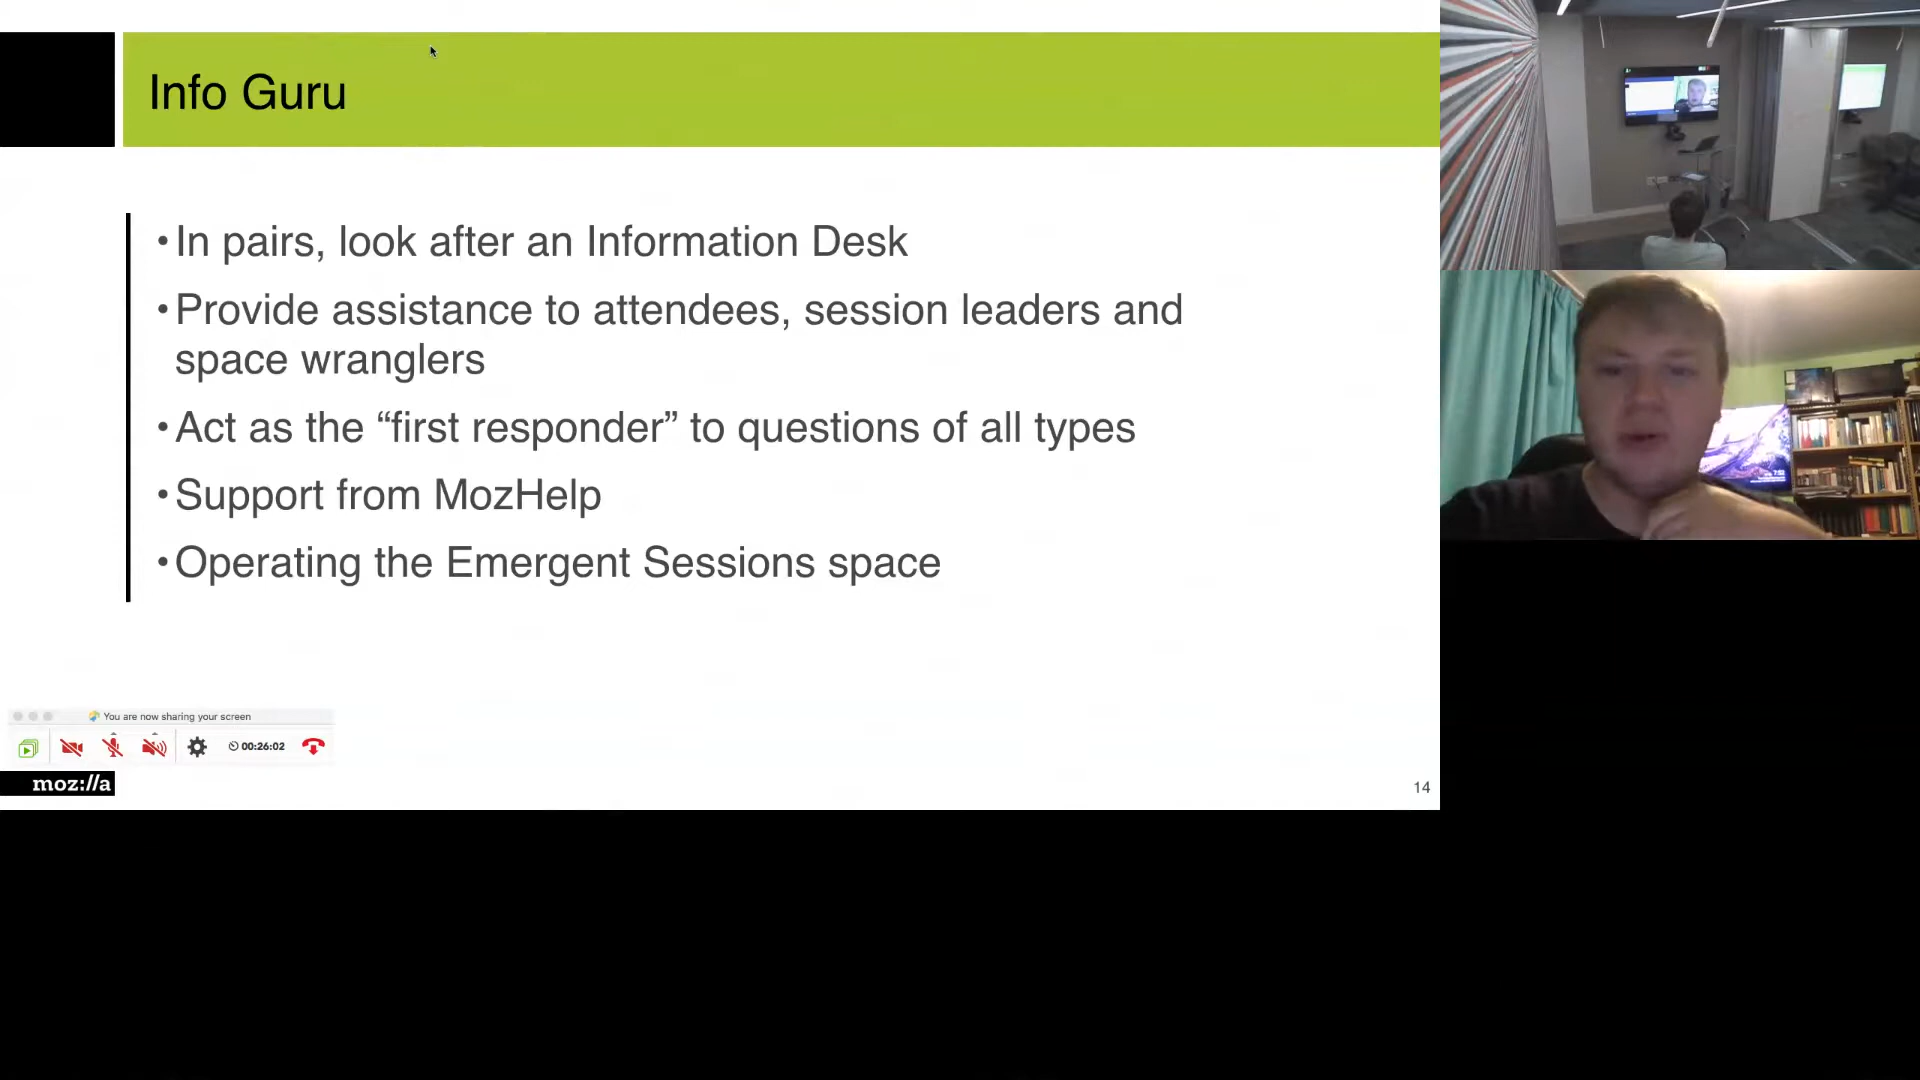 Info Guru
•In pairs, look after an Information Desk
•Provide assistance to attendees, session leaders and
space wranglers
•Act as the “first responder” to questions of all types
•Support from MozHelp
•Operating the Emergent Sessions space
You are now sharing your screen
00:26:02
moz://a
14